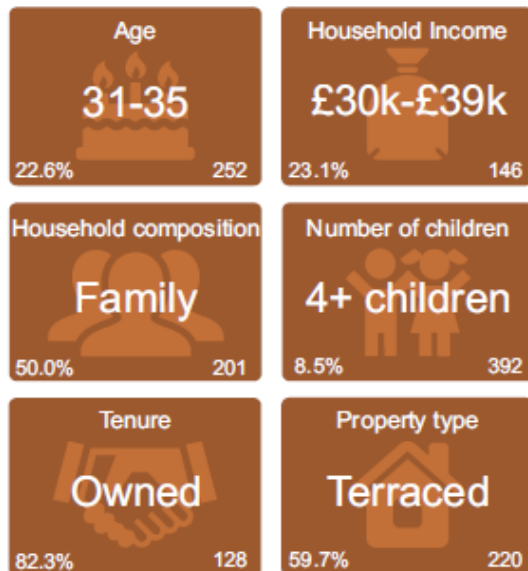 Age
31-35
22.6% 252
Household Income
£30k-£39k
23.1% 146
Household composition
Family
50.0% 201
Number of children
4+ children
8.5% 392
Tenure
Owned
82.3% 128
Property type
Terraced
59.7% 220